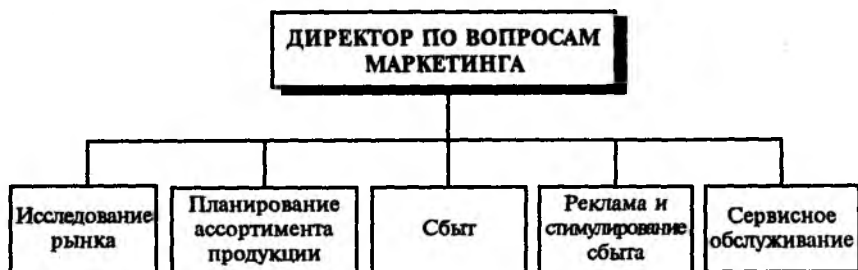 ДИРЕКТОР ПО ВОПРОСАМ
МАРКЕТИНГА
Исследование
рынка
Планирование
ассортимента
продукции
Сбыт
Реклама и
стимулирование
сбыта
Сервисное
обслуживание